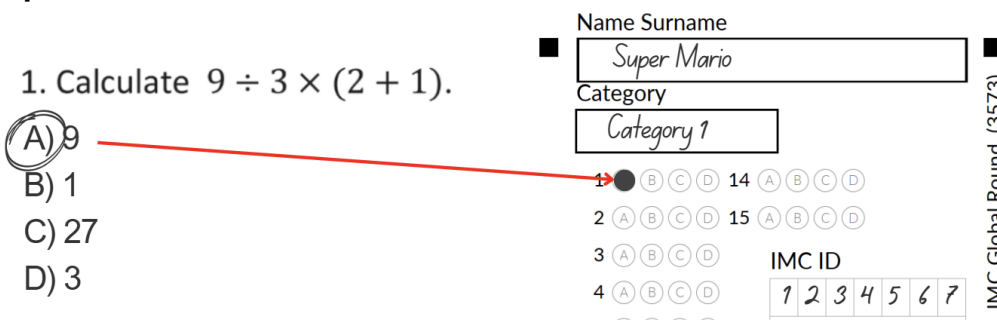 1. Calculate 9 ÷ 3 × (2 + 1).
A) 9
B) 1
C) 27
D) 3
Name Surname
Super Mario
Category
Category 1
1 B C D 14 A B C D
2 A B C D 15 A B C D
3 A B C D
4 A B C D
IMC ID
1 2 3 4 5 6 7
IMC Global Round (3573)